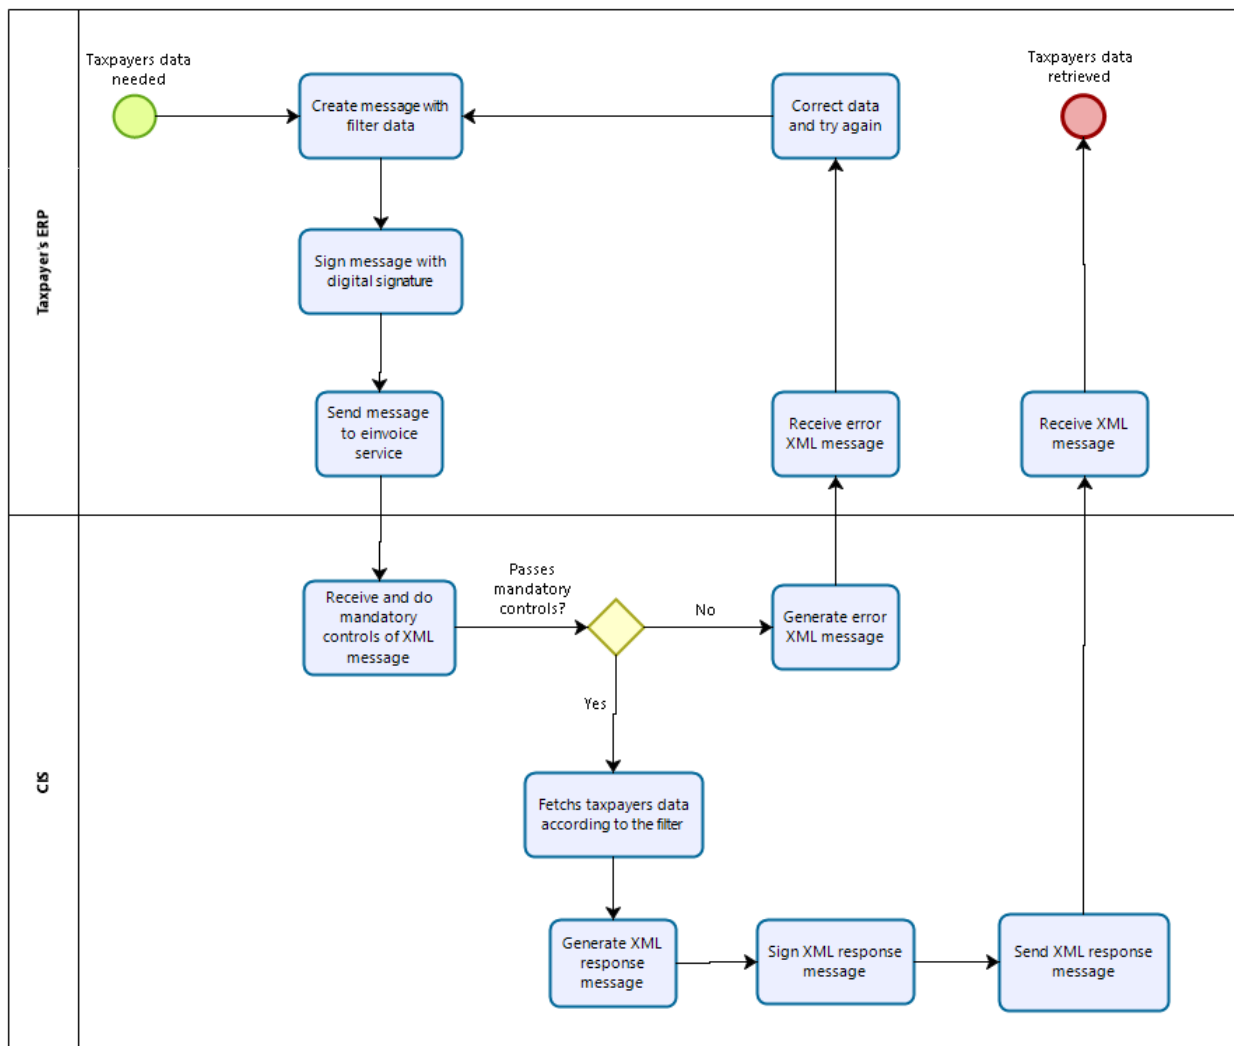 Taxpayers data
needed
Taxpayers data
retrieved
Create message with
filter data
Correct data
and try again
Taxpayer's ERP
Sign message with
digital signature
Send message
to einvoice
service
Receive error
XML message
Receive XML
message
Passes
mandatory
controls?
Receive and do
mandatory
controls of XML
message
No
Generate error
XML message
Yes
CIS
Fetchs taxpayers data
according to the filter
Generate XML
response
message
Sign XML response
message
Send XML response
message